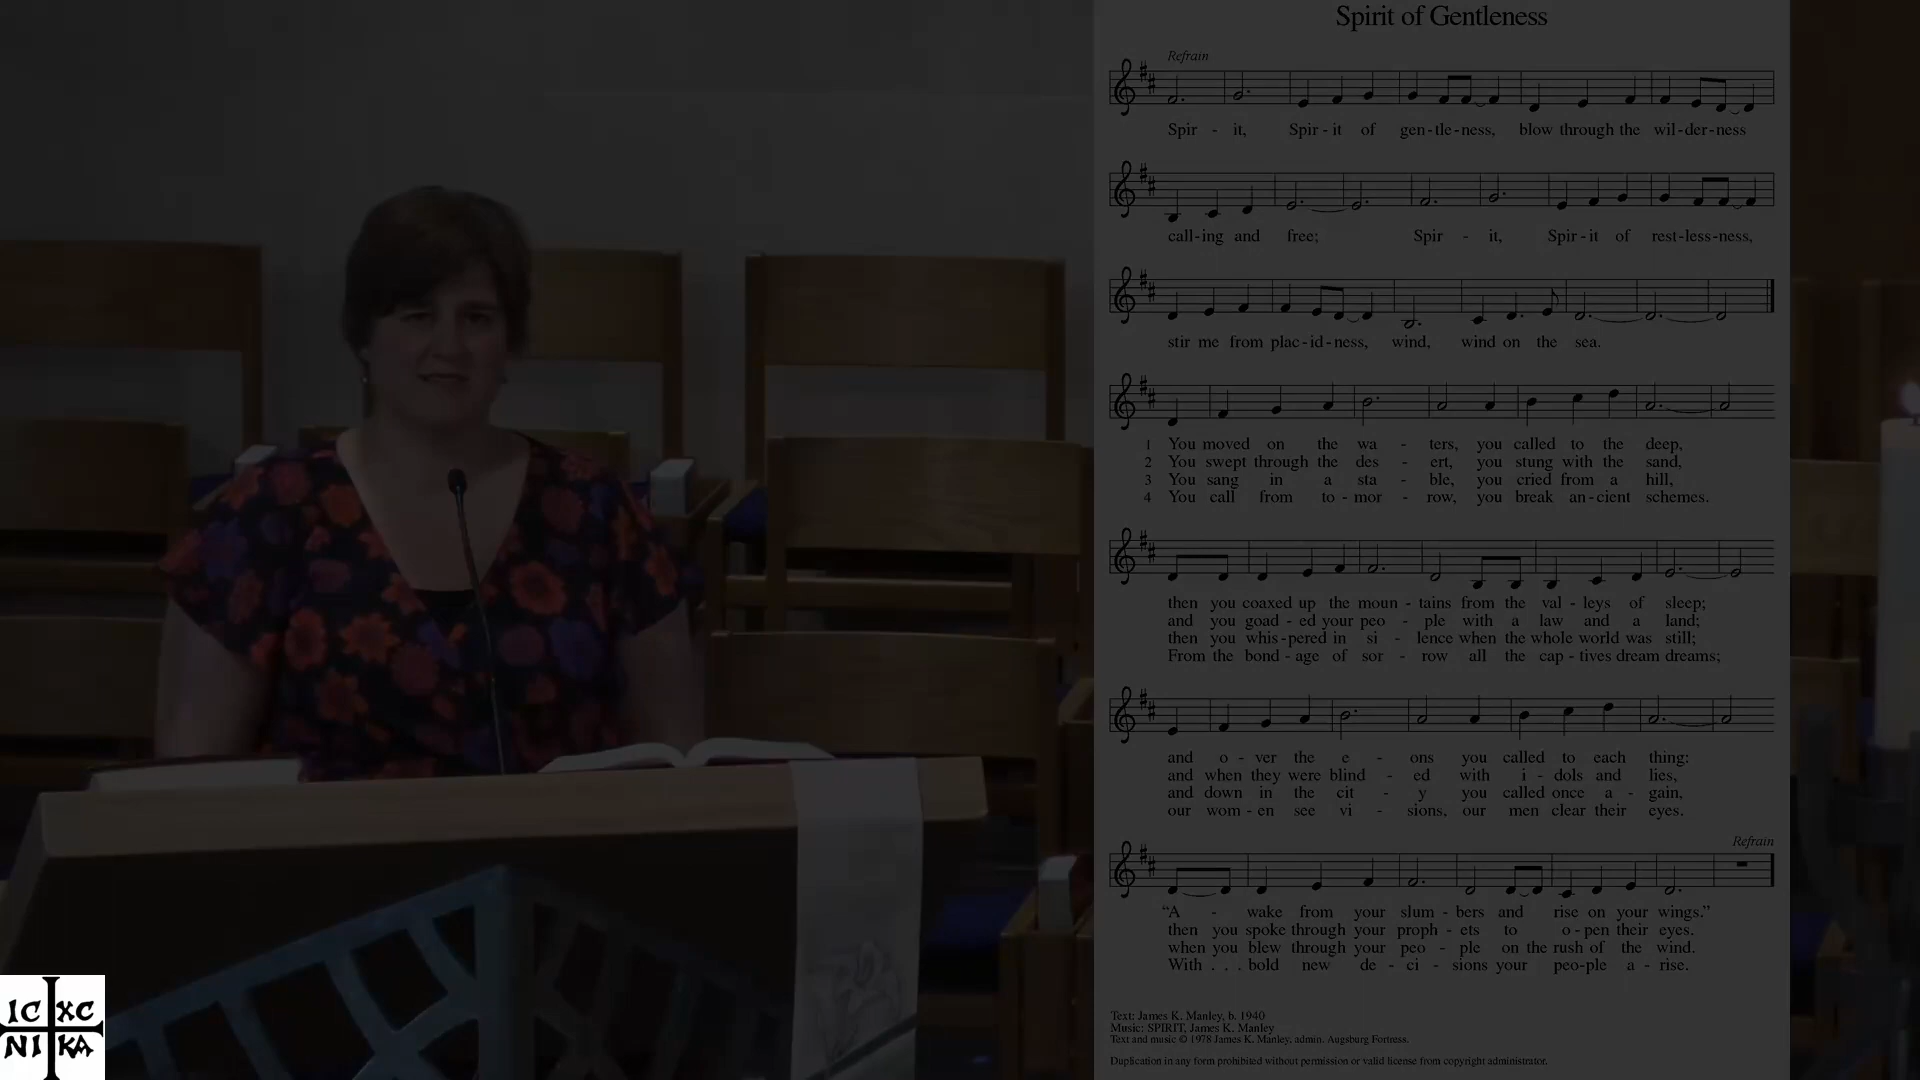 Spirit of Gentleness
Refrain
Spir - it, Spir - it of gen - tle - ness, blow through the wil - der - ness
call - ing and free; Spir - it, Spir - it of rest - less - ness,
stir me from plac - id - ness, wind, wind on the sea.
1 You moved on the wa - ters, you called to the deep,
2 You swept through the des - ert, you stung with the sand,
3 You sang in a sta - ble, you cried from a hill,
4 You call from to - mor - row, you break an - cient schemes.
then you coaxed up the moun - tains from the val - leys of sleep;
and you goad - ed your peo - ple with a law and a land;
then you whis - pered in si - lence when the whole world was still;
From the bond - age of sor - row all the cap - tives dream dreams;
and o - ver the e - ons you called to each thing:
and when they were blind - ed with i - dols and lies,
and down in the cit - y you called once a - gain,
our wom - en see vi - sions, our men clear their eyes.
Refrain
“A - wake from your slum - bers and rise on your wings.”
then you spoke through your proph - ets to o - pen their eyes.
when you blew through your peo - ple on the rush of the wind.
With . . . bold new de - ci - sions your peo - ple a - rise.
Text: James K. Manley, b. 1940
Music: SPIRIT, James K. Manley
Text and music © 1978 James K. Manley, admin. Augsburg Fortress.
Duplication in any form prohibited without permission or valid license from copyright administrator.
IC XC
NI KA